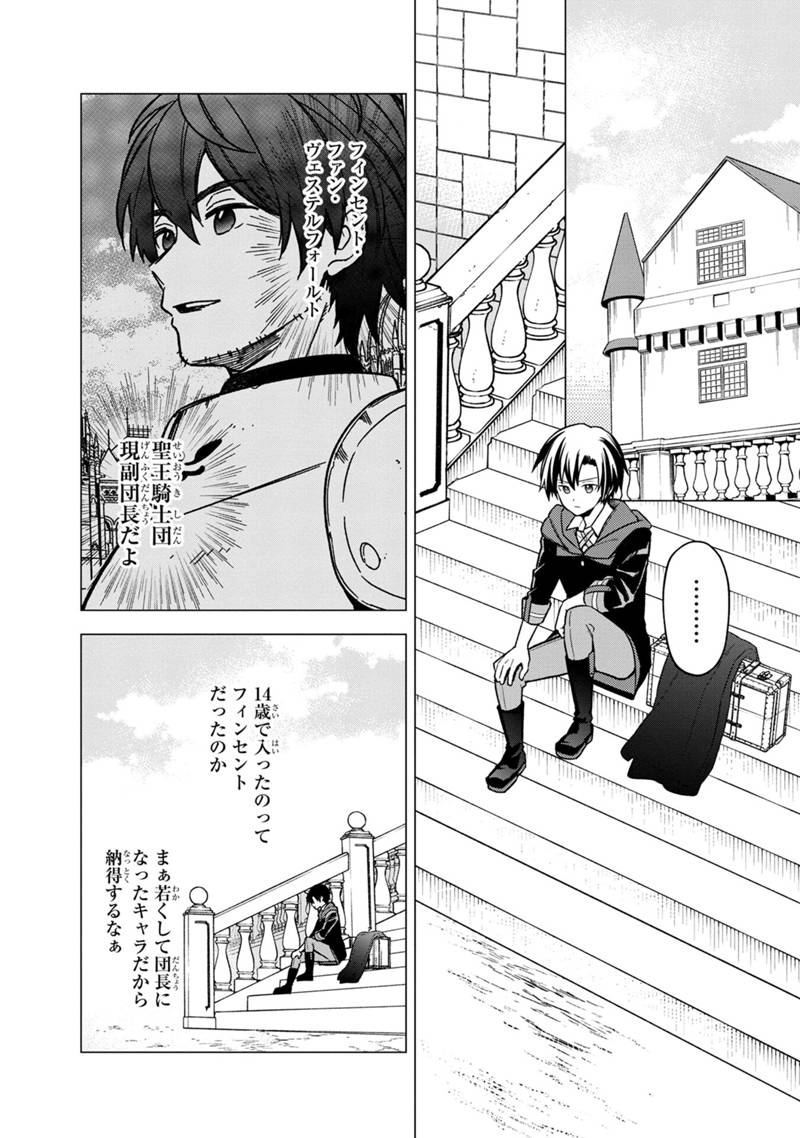 ………
フィンセント・
ファン・
ヴェステルフォールト
聖王騎士団
現副団長だよ
14歳で入ったのって
フィンセント
だったのか
まぁ若くして団長に
なったキャラだから
納得するなぁ